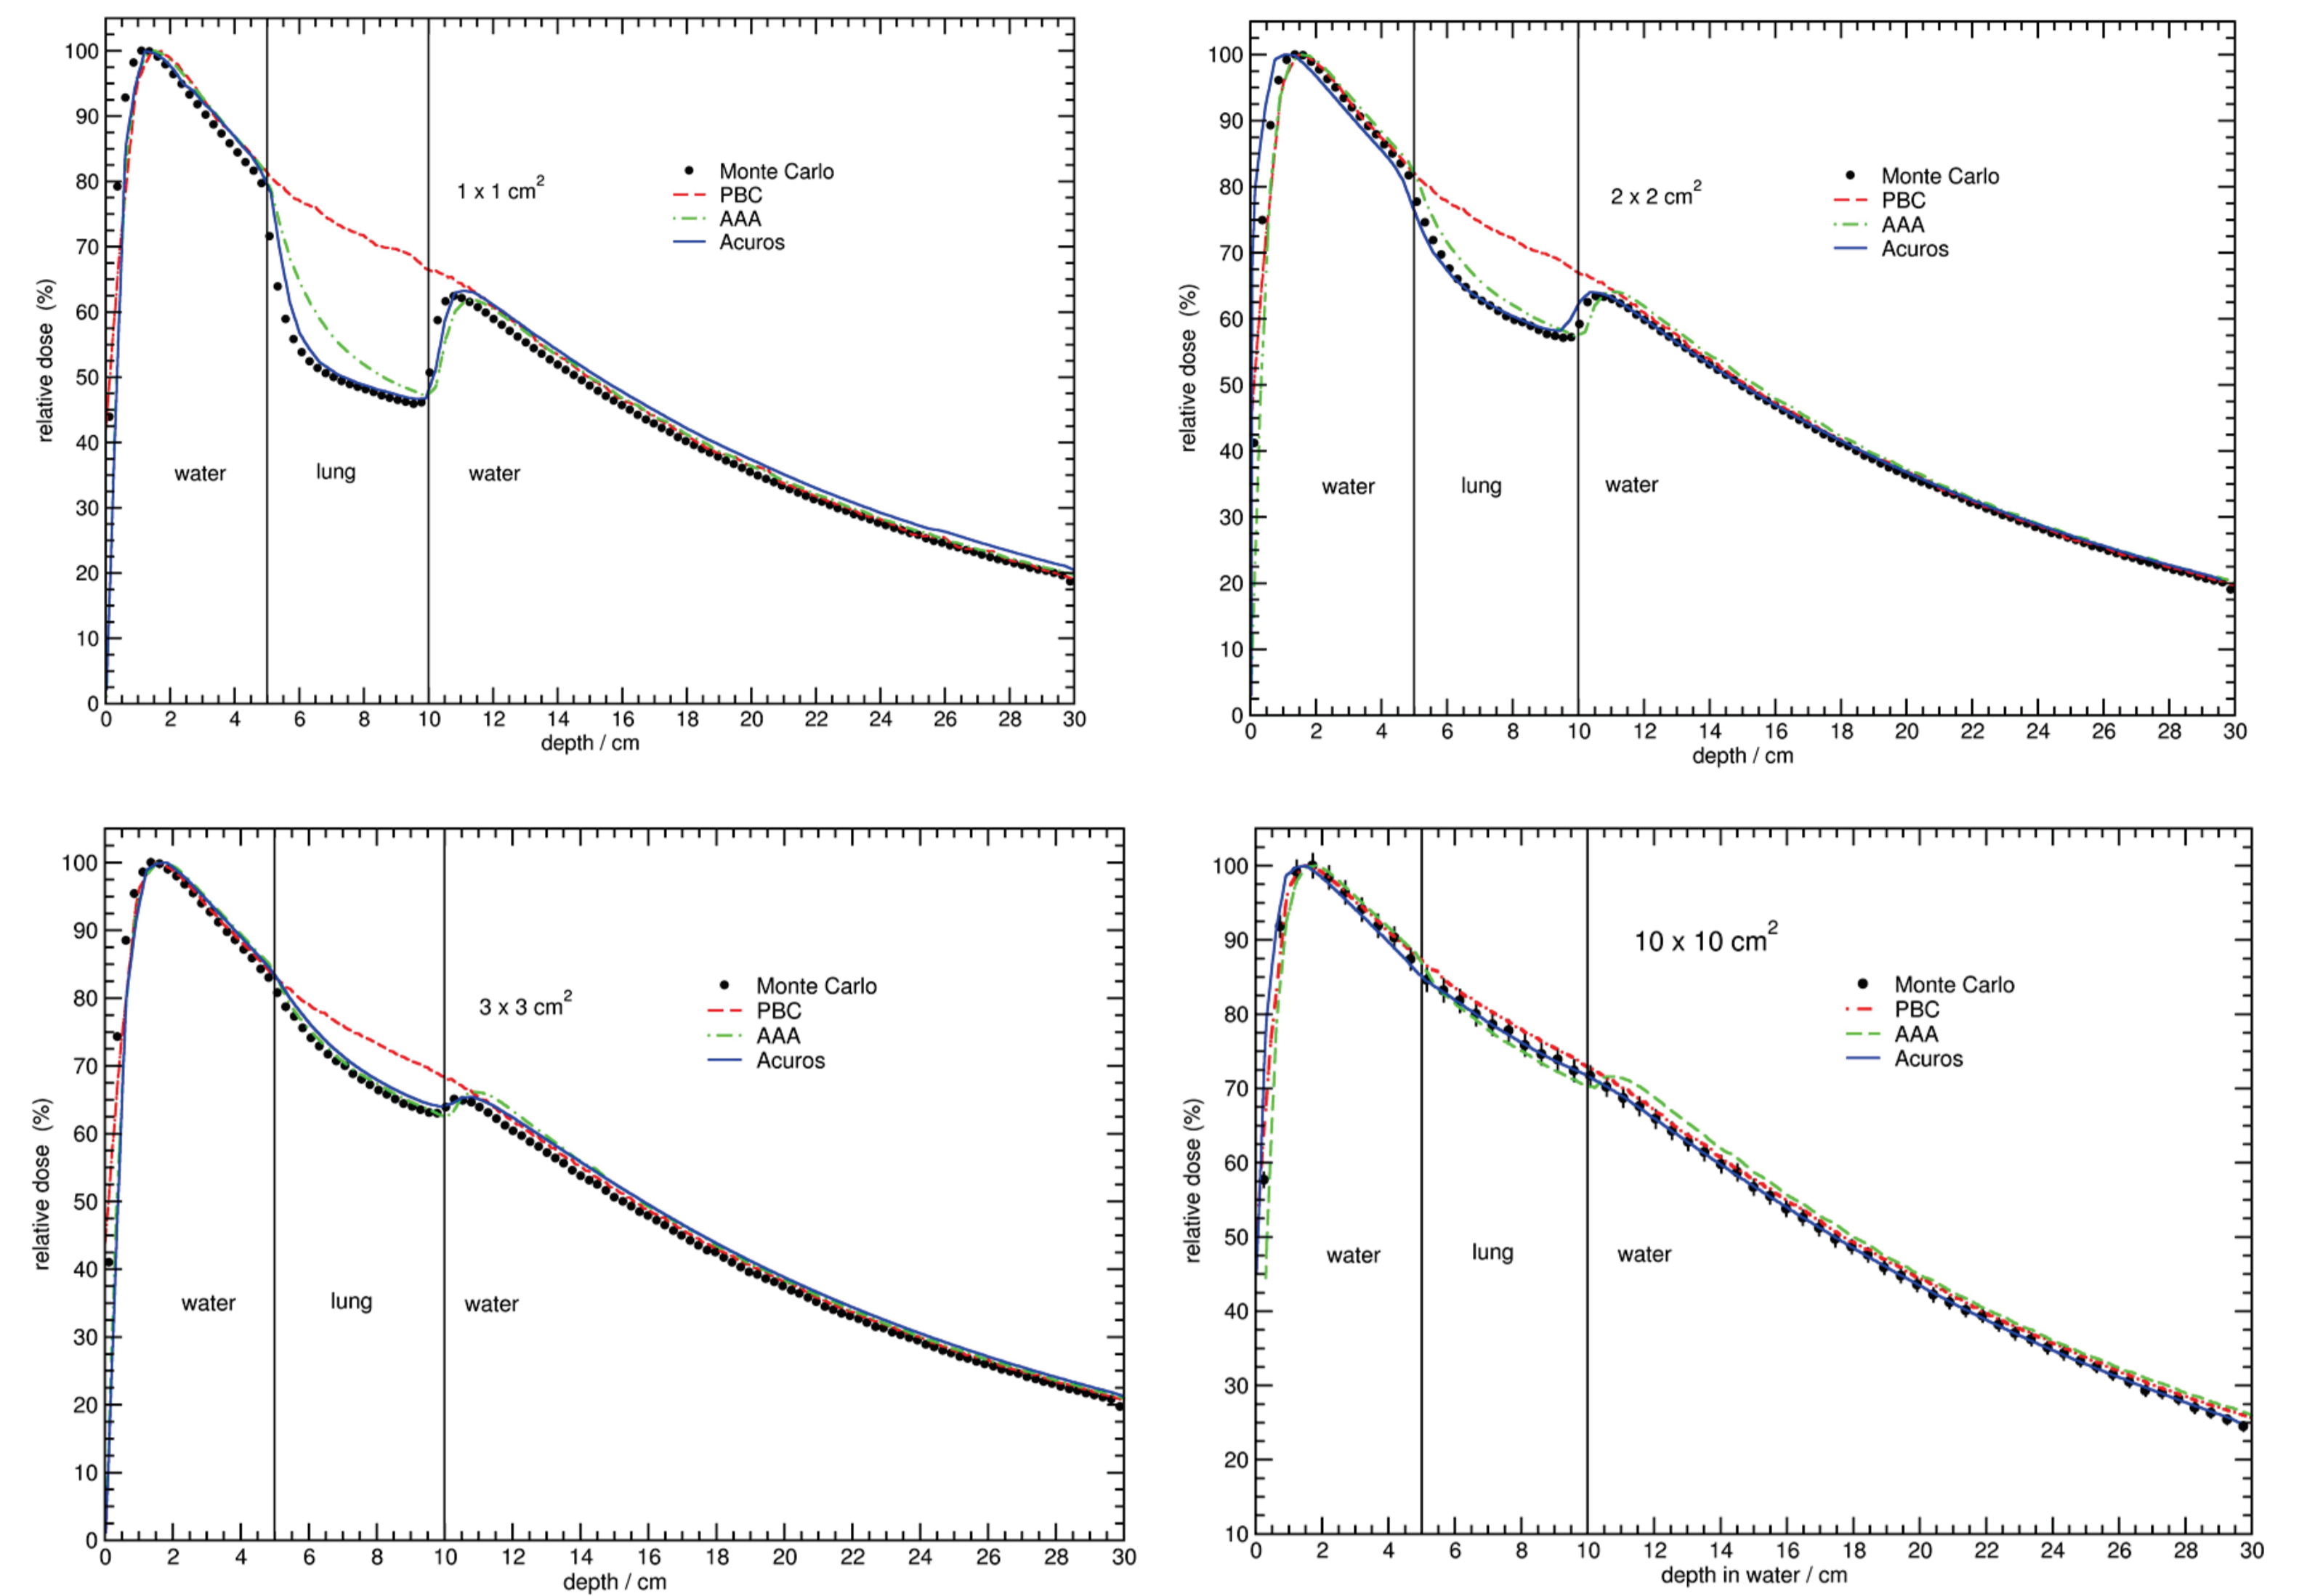 100
90
80
70
60
50
40
30
20
10
0
relative dose (%)
1 x 1 cm2
Monte Carlo
PBC
AAA
Acuros
water lung water
0 2 4 6 8 10 12 14 16 18 20 22 24 26 28 30
depth / cm
100
90
80
70
60
50
40
30
20
10
0
relative dose (%)
2 x 2 cm2
Monte Carlo
PBC
AAA
Acuros
water lung water
0 2 4 6 8 10 12 14 16 18 20 22 24 26 28 30
depth / cm
100
90
80
70
60
50
40
30
20
10
0
relative dose (%)
3 x 3 cm2
Monte Carlo
PBC
AAA
Acuros
water lung water
0 2 4 6 8 10 12 14 16 18 20 22 24 26 28 30
depth / cm
100
90
80
70
60
50
40
30
20
10
relative dose (%)
10 x 10 cm2
Monte Carlo
PBC
AAA
Acuros
water lung water
0 2 4 6 8 10 12 14 16 18 20 22 24 26 28 30
depth in water / cm